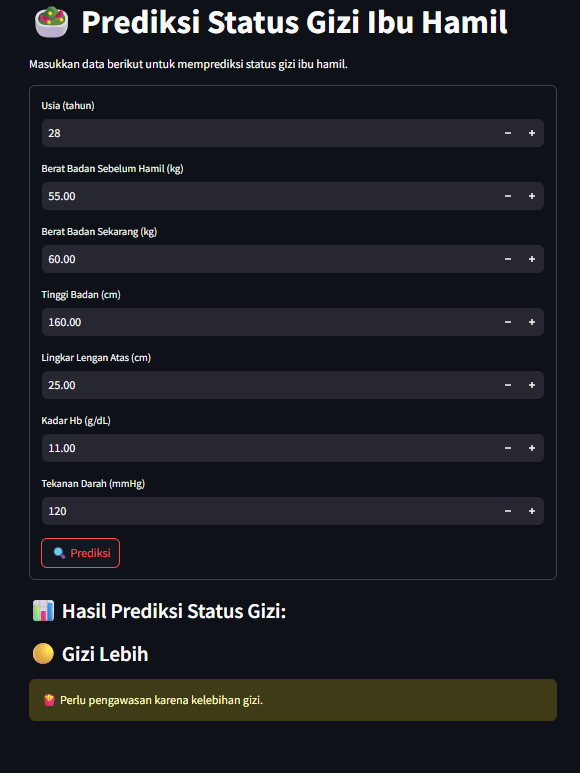 Prediksi Status Gizi Ibu Hamil
Masukkan data berikut untuk memprediksi status gizi ibu hamil.
Usia (tahun)
28
Berat Badan Sebelum Hamil (kg)
55.00
Berat Badan Sekarang (kg)
60.00
Tinggi Badan (cm)
160.00
Lingkar Lengan Atas (cm)
25.00
Kadar Hb (g/dL)
11.00
Tekanan Darah (mmHg)
120
Prediksi
Hasil Prediksi Status Gizi:
Gizi Lebih
Perlu pengawasan karena kelebihan gizi.